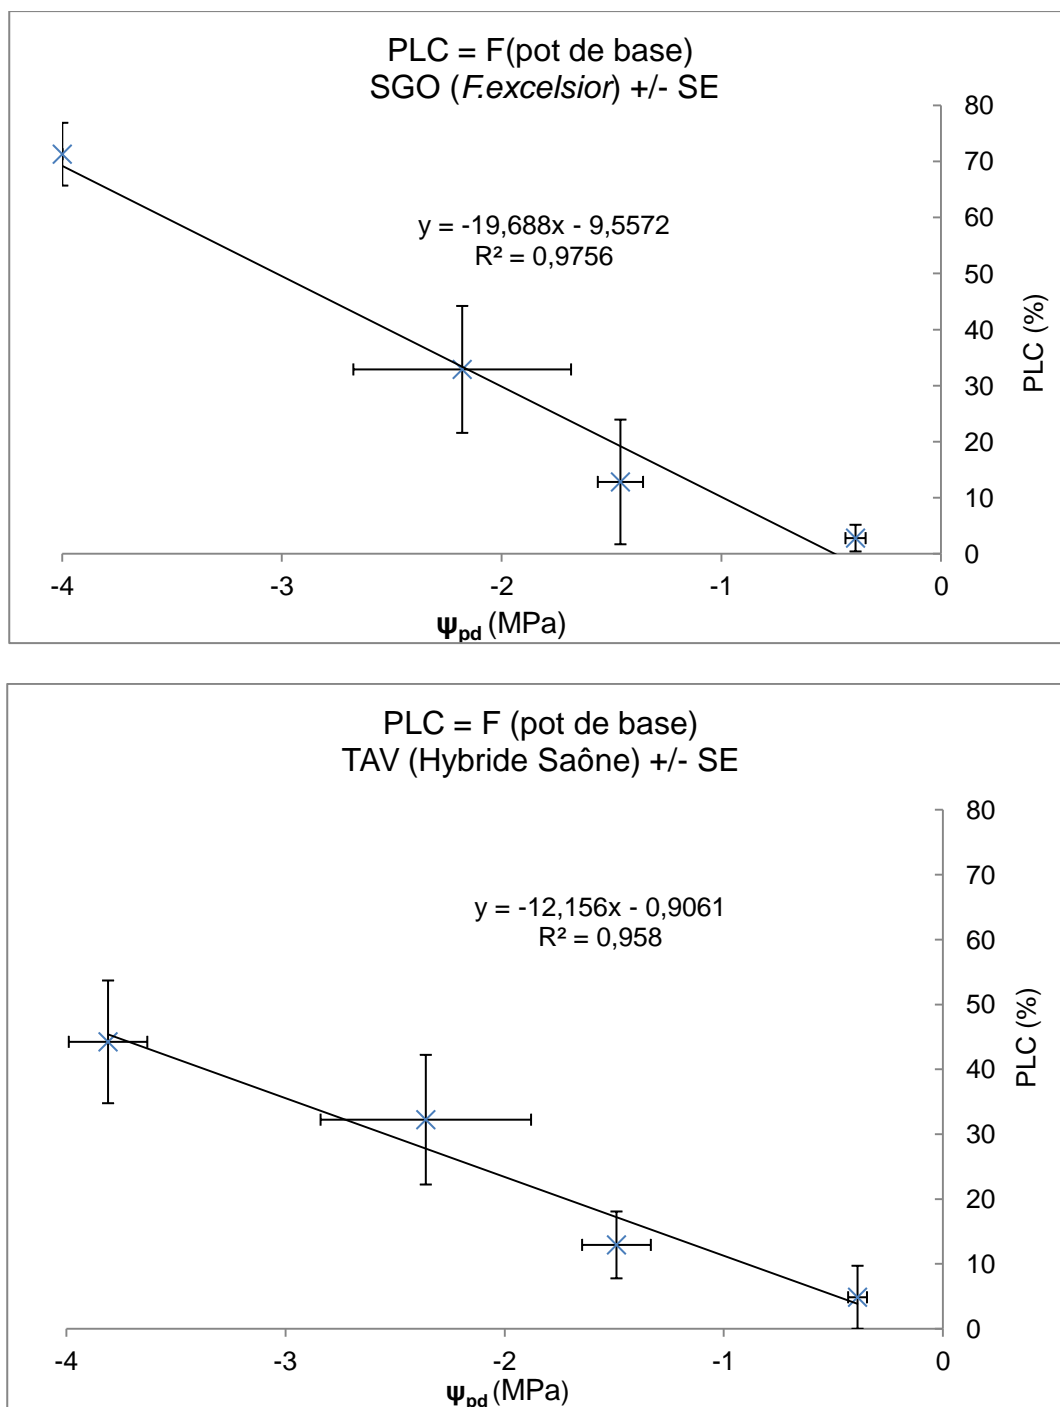 PLC = F(pot de base)
SGO (F.excelsior) +/- SE
80
70
60
50
40
30
20
10
0
PLC (%)
y = -19,688x - 9,5572
R² = 0,9756
-4 -3 -2 -1 0
Ψpd (MPa)
PLC = F (pot de base)
TAV (Hybride Saône) +/- SE
80
70
60
50
40
30
20
10
0
PLC (%)
y = -12,156x - 0,9061
R² = 0,958
-4 -3 -2 -1 0
Ψpd (MPa)